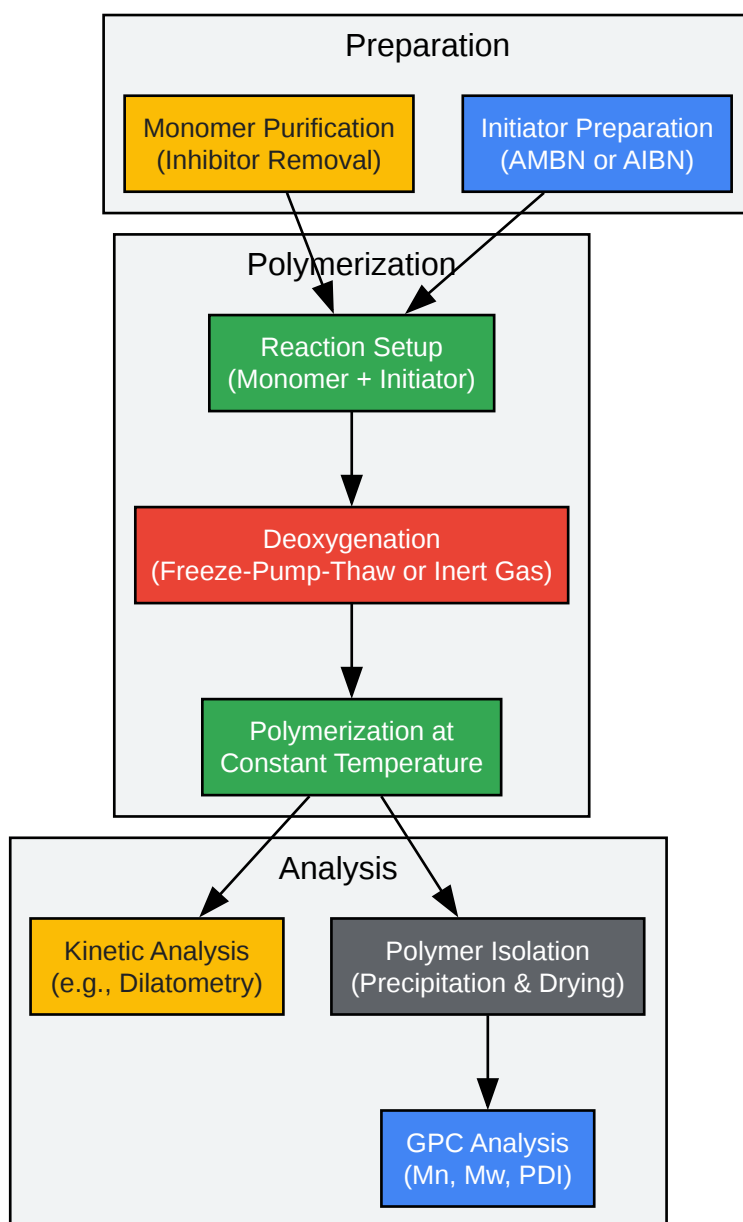 Preparation
Monomer Purification
(Inhibitor Removal)
Initiator Preparation
(AMBN or AIBN)
Polymerization
Reaction Setup
(Monomer + Initiator)
Deoxygenation
(Freeze-Pump-Thaw or Inert Gas)
Polymerization at
Constant Temperature
Analysis
Kinetic Analysis
(e.g., Dilatometry)
Polymer Isolation
(Precipitation & Drying)
GPC Analysis
(Mn, Mw, PDI)